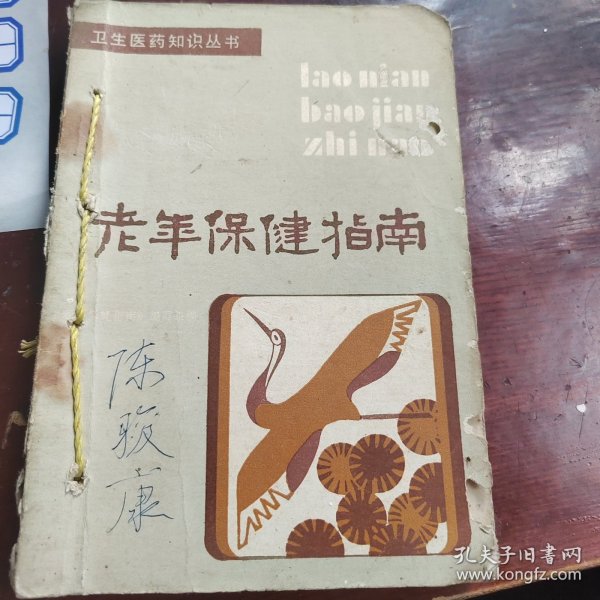 卫生医药知识丛书
lao nian
bao jian
zhi nan
老年保健指南
陈
骏
康
孔夫子旧书网
www.kongfz.com